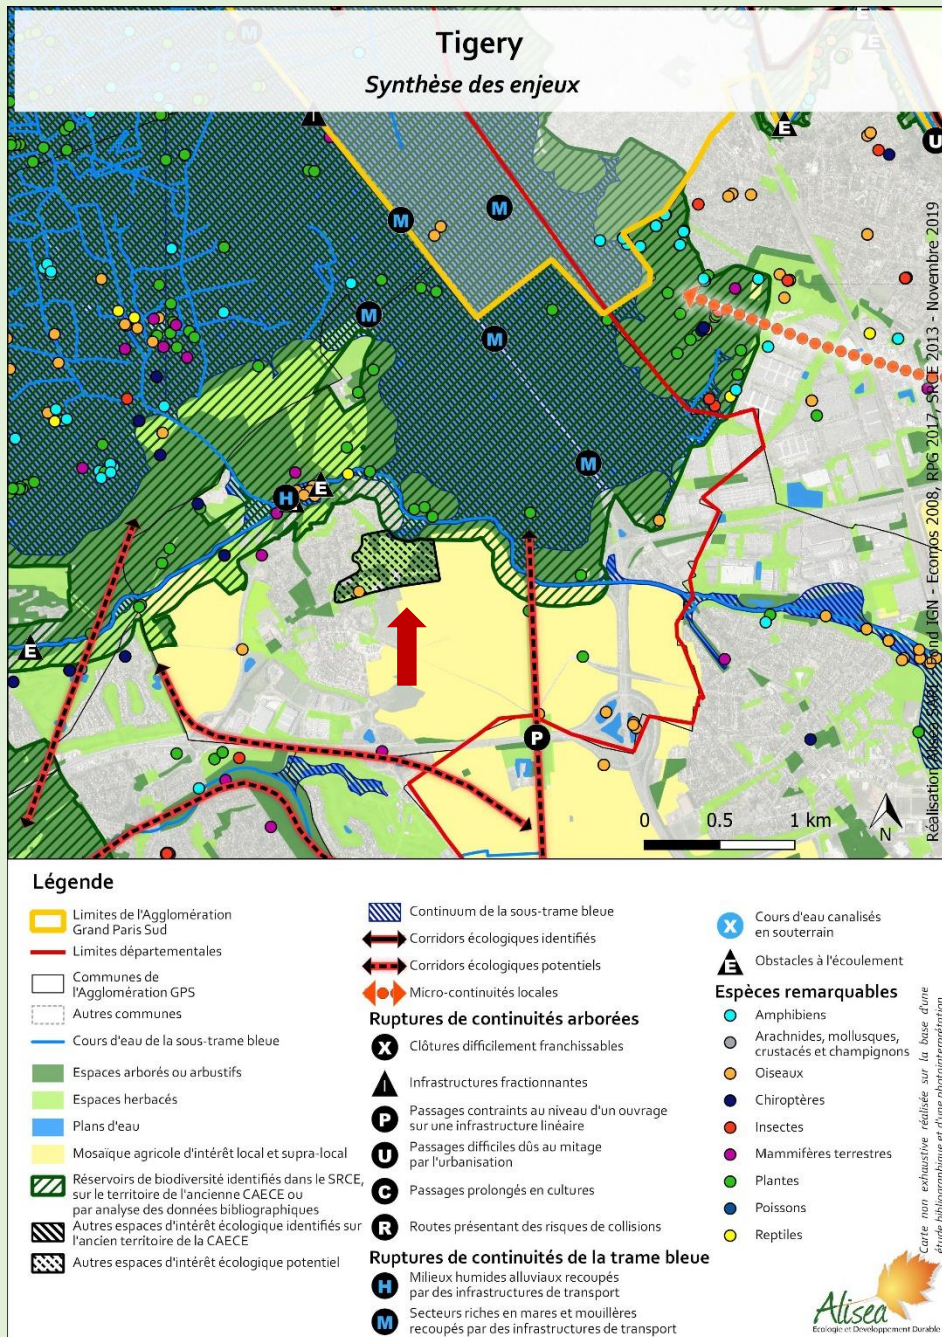 Tigery
Synthèse des enjeux
M
E
E
I
E
U
M
M
M
M
M
H
E
E
P
0 0.5 1 km
N
Réalisation Alisea SARL - Fond IGN - Ecomos 2008, RPG 2017, SRCE 2013 - Novembre 2019
Légende
Limites de l'Agglomération
Grand Paris Sud
Limites départementales
Communes de
l'Agglomération GPS
Autres communes
Cours d'eau de la sous-trame bleue
Espaces arborés ou arbustifs
Espaces herbacés
Plans d'eau
Mosaïque agricole d'intérêt local et supra-local
Réservoirs de biodiversité identifiés dans le SRCE,
sur le territoire de l'ancienne CAECE ou
par analyse des données bibliographiques
Autres espaces d'intérêt écologique identifiés sur
l'ancien territoire de la CAECE
Autres espaces d'intérêt écologique potentiel
Continuum de la sous-trame bleue
Corridors écologiques identifiés
Corridors écologiques potentiels
Micro-continuités locales
Ruptures de continuités arborées
X Clôtures difficilement franchissables
I Infrastructures fractionnantes
P Passages contraints au niveau d'un ouvrage
sur une infrastructure linéaire
U Passages difficiles dûs au mitage
par l'urbanisation
C Passages prolongés en cultures
R Routes présentant des risques de collisions
Ruptures de continuités de la trame bleue
H Milieux humides alluviaux recoupés
par des infrastructures de transport
M Secteurs riches en mares et mouillères
recoupés par des infrastructures de transport
X Cours d'eau canalisés
en souterrain
E Obstacles à l'écoulement
Espèces remarquables
Amphibiens
Arachnides, mollusques,
crustacés et champignons
Oiseaux
Chiroptères
Insectes
Mammifères terrestres
Plantes
Poissons
Reptiles
Carte non exhaustive réalisée sur la base d'une
étude bibliographique et d'une photointerprétation
Alisea
Ecologie et Développement Durable